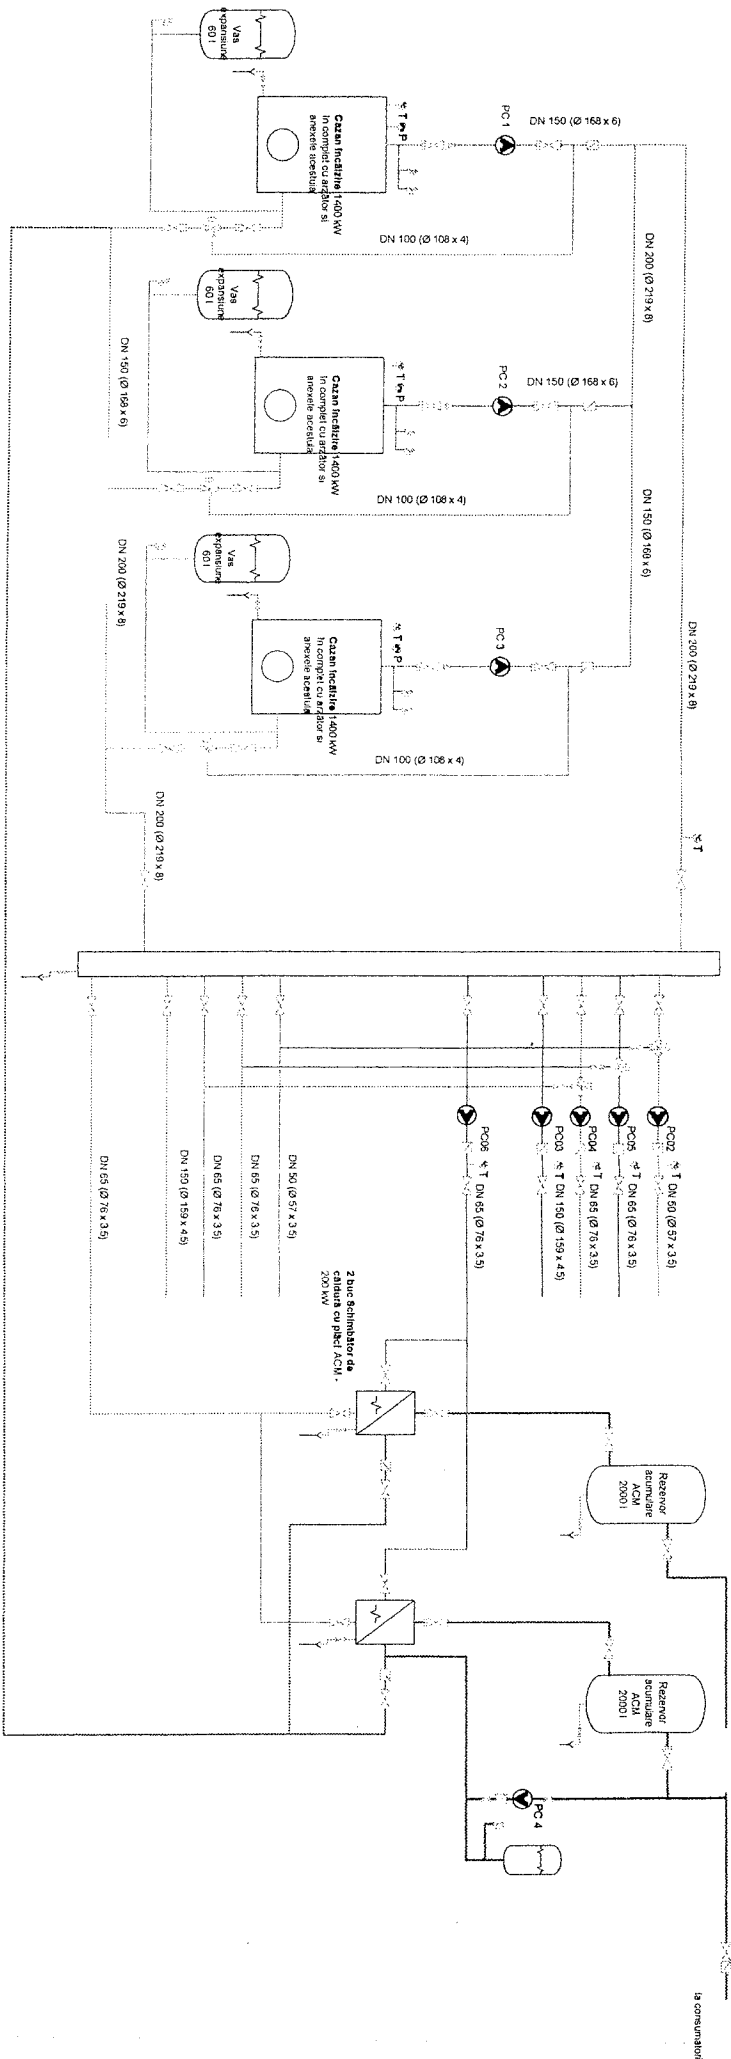 Vas
expansiune
60 l
Cazan încălzire 1400 kW
în complet cu arzător si
anexele acestuia
T
P
PC 1
DN 150 (Ø 168 x 6)
DN 100 (Ø 108 x 4)
DN 200 (Ø 219 x 8)
Vas
expansiune
60 l
DN 150 (Ø 168 x 6)
Cazan încălzire 1400 kW
în complet cu arzător si
anexele acestuia
T
P
PC 2
DN 150 (Ø 168 x 6)
DN 100 (Ø 108 x 4)
DN 150 (Ø 168 x 6)
Vas
expansiune
60 l
DN 200 (Ø 219 x 8)
Cazan încălzire 1400 kW
în complet cu arzător si
anexele acestuia
T
P
PC 3
DN 100 (Ø 108 x 4)
DN 200 (Ø 219 x 8)
DN 200 (Ø 219 x 8)
T
PC06
PC03
PC04
PC05
PC02
T
T
T
T
T
DN 65 (Ø 76 x 3.5)
DN 150 (Ø 159 x 4.5)
DN 65 (Ø 76 x 3.5)
DN 65 (Ø 76 x 3.5)
DN 50 (Ø 57 x 3.5)
DN 65 (Ø 76 x 3.5)
DN 150 (Ø 159 x 4.5)
DN 65 (Ø 76 x 3.5)
DN 65 (Ø 76 x 3.5)
DN 50 (Ø 57 x 3.5)
2 buc Schimbător de
căldură cu plăci ACM -
200 kW
Rezervor
acumulare
ACM
2000 l
Rezervor
acumulare
ACM
2000 l
PC 4
la consumatori